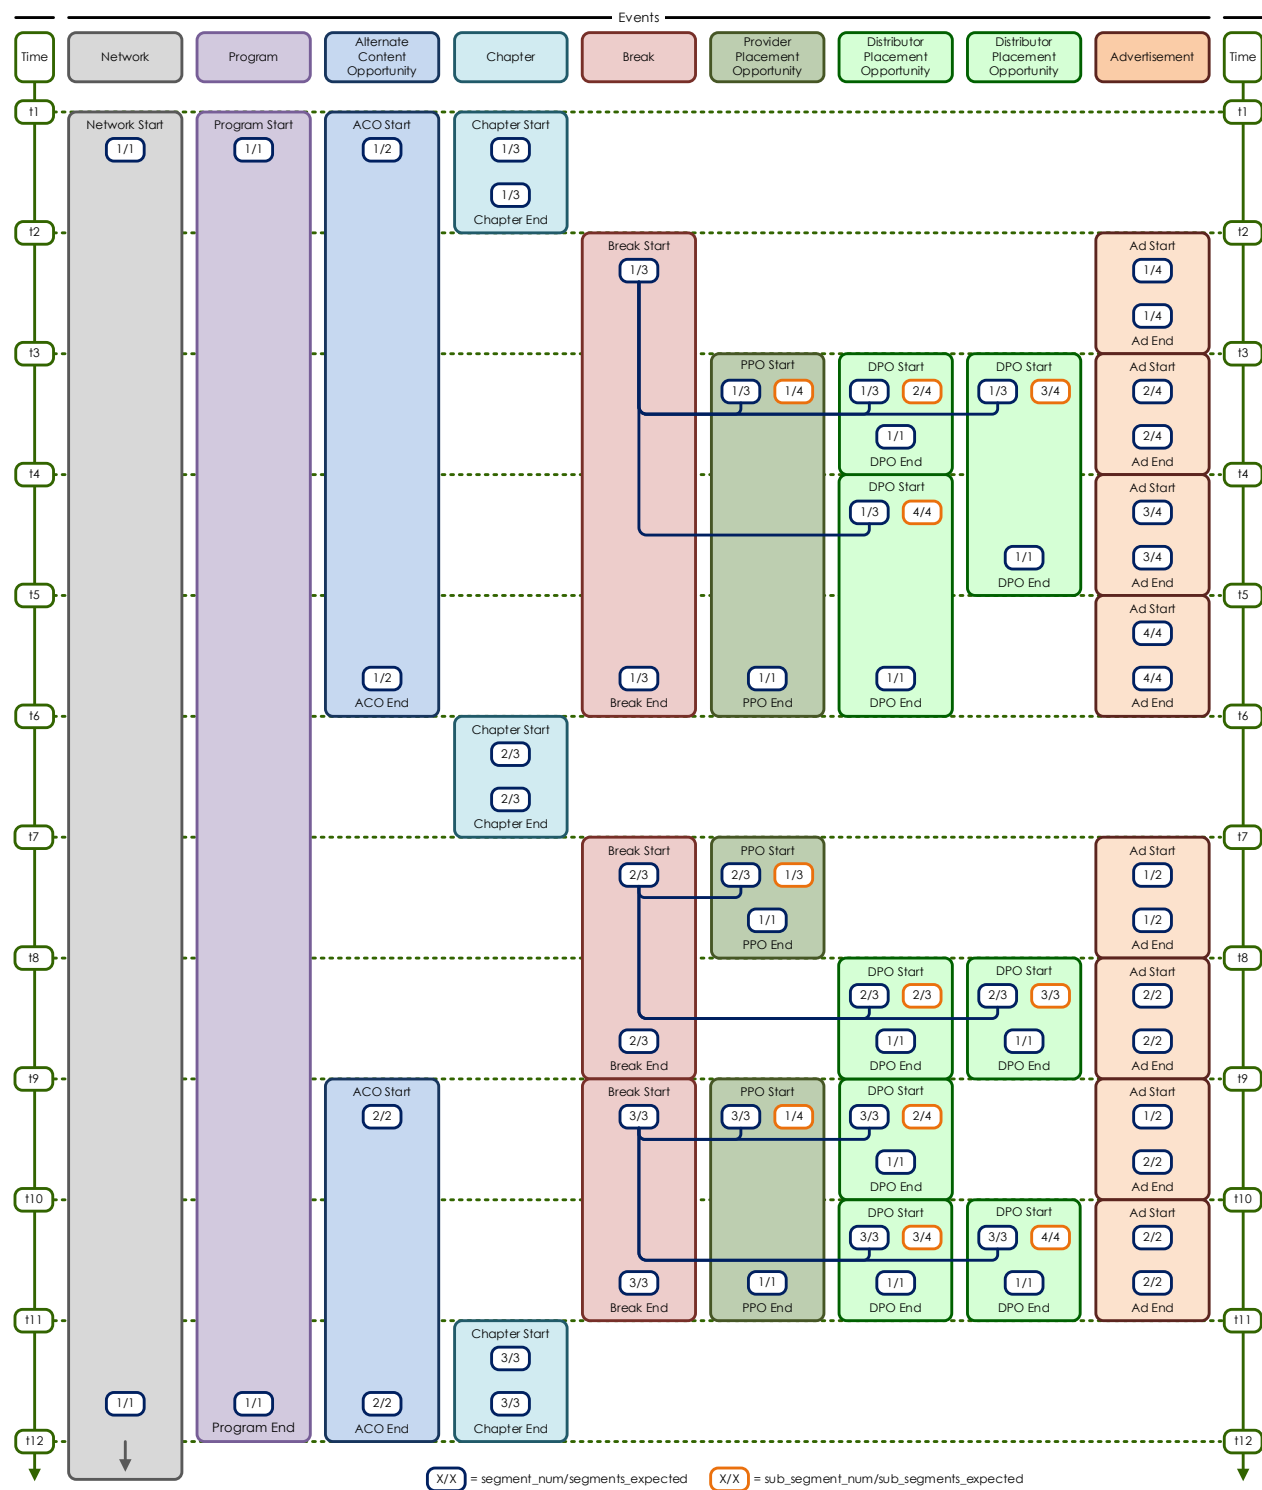 Events
Time
Network
Program
Alternate
Content
Opportunity
Chapter
Break
Provider
Placement
Opportunity
Distributor
Placement
Opportunity
Distributor
Placement
Opportunity
Advertisement
Time
t1 t1
Network Start Program Start ACO Start Chapter Start
1/1 1/1 1/2 1/3
1/3
Chapter End
t2 t2
Break Start Ad Start
1/3 1/4
1/4
Ad End
t3 t3
PPO Start DPO Start DPO Start Ad Start
1/3 1/4 1/3 2/4 1/3 3/4 2/4
1/1 2/4
DPO End Ad End
t4 t4
DPO Start Ad Start
1/3 4/4 3/4
1/1 3/4
DPO End Ad End
t5 t5
Ad Start
4/4
1/2 1/3 1/1 1/1 4/4
ACO End Break End PPO End DPO End Ad End
t6 t6
Chapter Start
2/3
2/3
Chapter End
t7 t7
Break Start PPO Start Ad Start
2/3 2/3 1/3 1/2
1/1 1/2
PPO End Ad End
t8 t8
DPO Start DPO Start Ad Start
2/3 2/3 2/3 3/3 2/2
2/3 1/1 1/1 2/2
Break End DPO End DPO End Ad End
t9 t9
ACO Start Break Start PPO Start DPO Start Ad Start
2/2 3/3 3/3 1/4 3/3 2/4 1/2
1/1 2/2
DPO End Ad End
t10 t10
DPO Start DPO Start Ad Start
3/3 3/4 3/3 4/4 2/2
3/3 1/1 1/1 1/1 2/2
Break End PPO End DPO End DPO End Ad End
t11 t11
Chapter Start
3/3
1/1 1/1 2/2 3/3
Program End ACO End Chapter End
t12 t12
X/X = segment_num/segments_expected X/X = sub_segment_num/sub_segments_expected